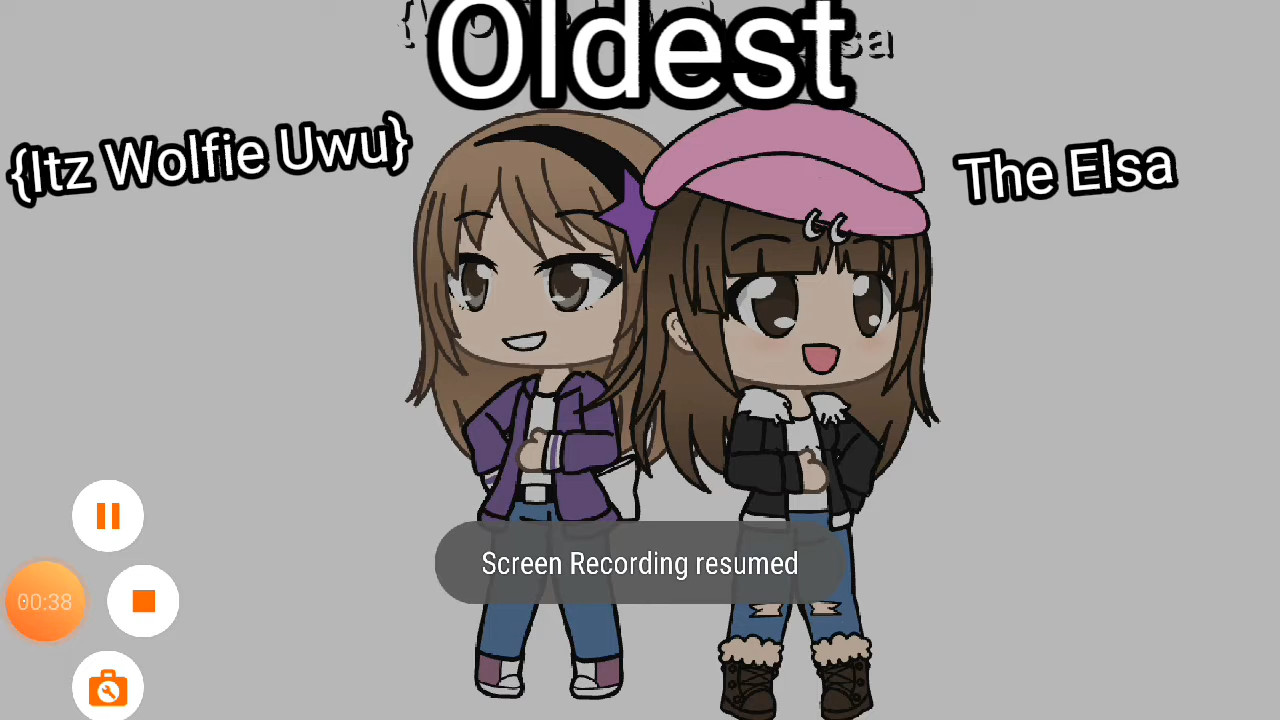 Oldest
{Itz Wolfie Uwu}
The Elsa
Screen Recording resumed
00:38